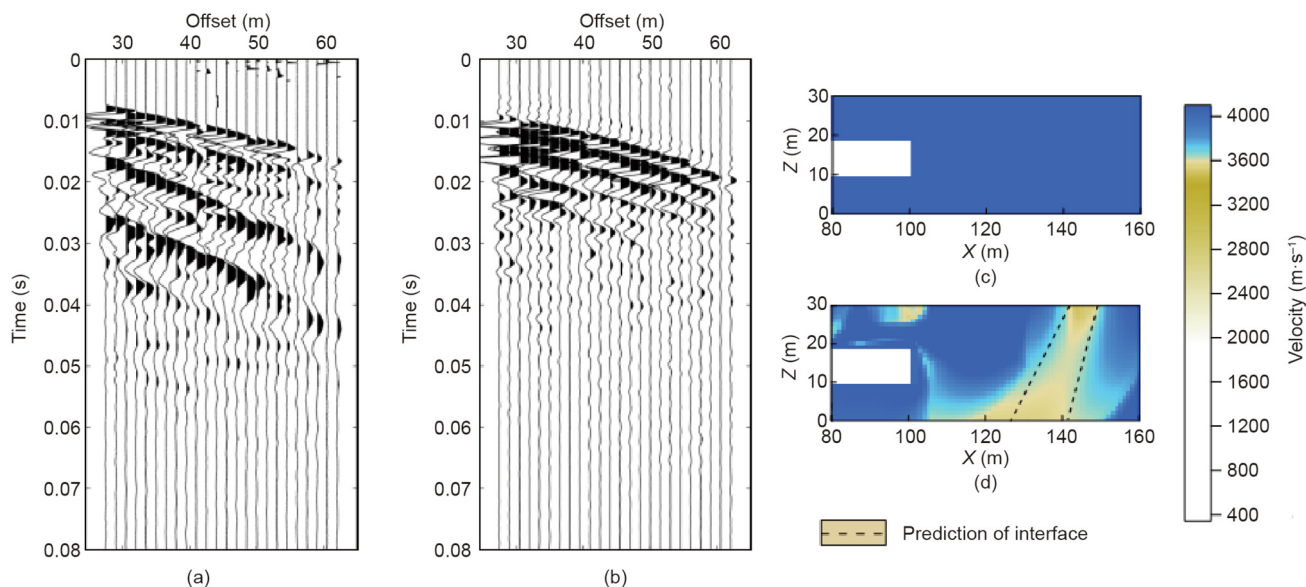 Offset (m)
30 40 50 60
0
0.01
0.02
0.03
0.04
0.05
0.06
0.07
0.08
Time (s)
(a)
Offset (m)
30 40 50 60
0
0.01
0.02
0.03
0.04
0.05
0.06
0.07
0.08
Time (s)
(b)
30
20
10
0
Z (m)
80 100 120 140 160
X (m)
(c)
30
20
10
0
Z (m)
80 100 120 140 160
X (m)
(d)
4000
3600
3200
2800
2400
2000
1600
1200
800
400
Velocity (m·s⁻¹)
Prediction of interface